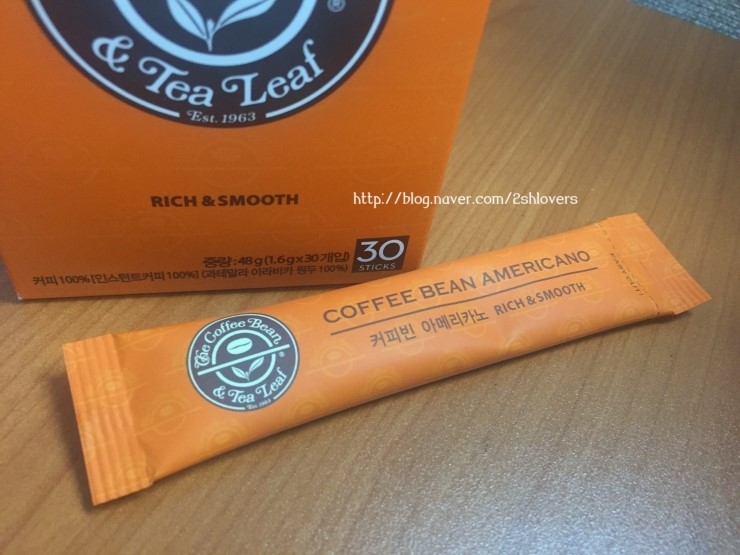 & Tea Leaf
®
Est. 1963
RICH & SMOOTH
http://blog.naver.com/2shlovers
중량:48g(1.6g×30개입)
커피100%[인스턴트커피100%](과테말라 아라비카 원두100%)
30
STICKS
COFFEE BEAN AMERICANO
커피빈 아메리카노 RICH & SMOOTH
The Coffee Bean
®
& Tea Leaf
Est. 1963